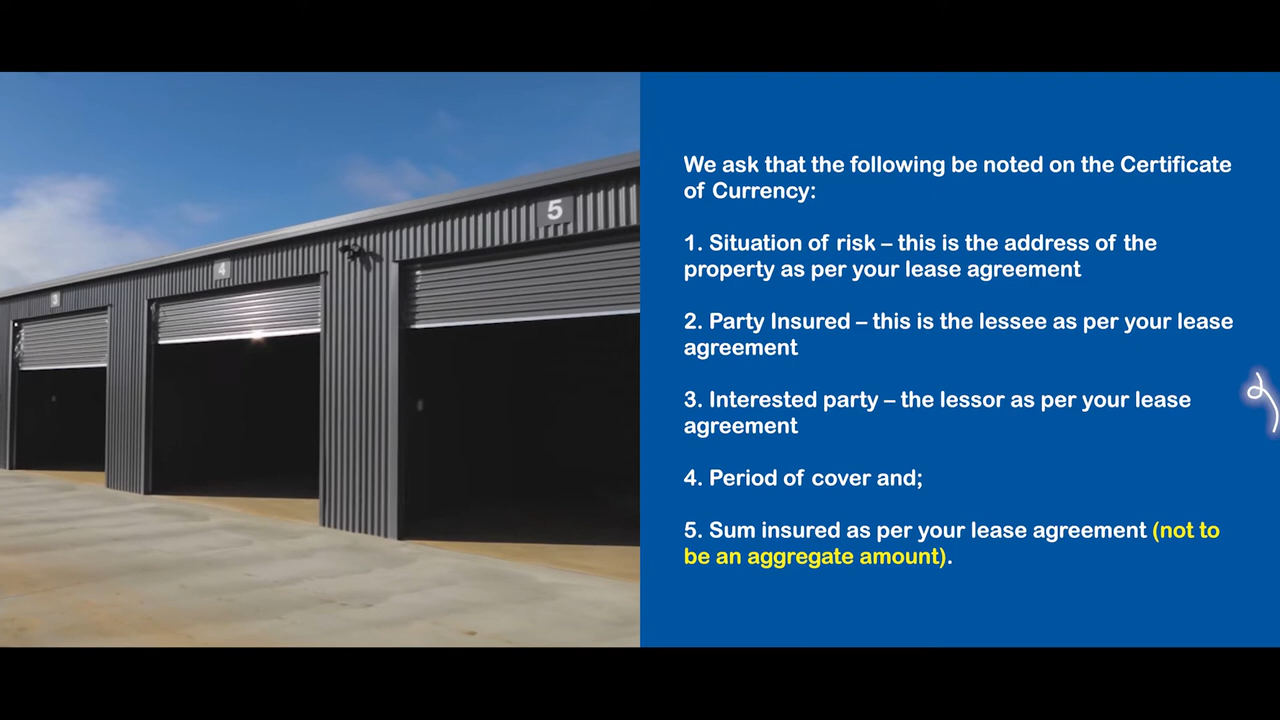 3
4
5
We ask that the following be noted on the Certificate
of Currency:
1. Situation of risk – this is the address of the
property as per your lease agreement
2. Party Insured – this is the lessee as per your lease
agreement
3. Interested party – the lessor as per your lease
agreement
4. Period of cover and;
5. Sum insured as per your lease agreement (not to
be an aggregate amount).